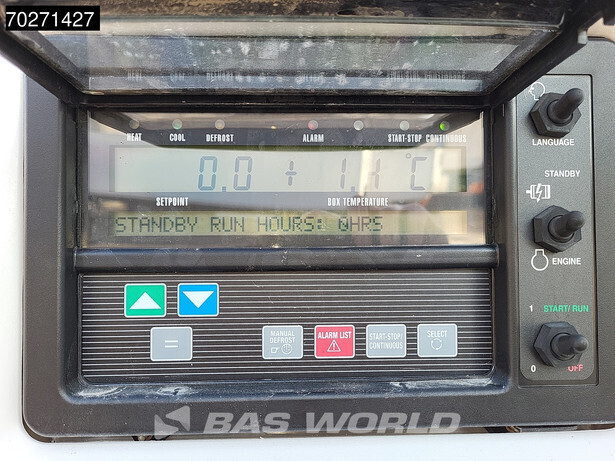 70271427
HEAT COOL DEFROST ALARM START-STOP CONTINUOUS
0.0 + 1.1 °C
SETPOINT BOX TEMPERATURE
STANDBY RUN HOURS: 0HRS
LANGUAGE
STANDBY
ENGINE
1 START/RUN
0 OFF
=
MANUAL DEFROST
ALARM LIST
START-STOP/ CONTINUOUS
SELECT
BAS WORLD